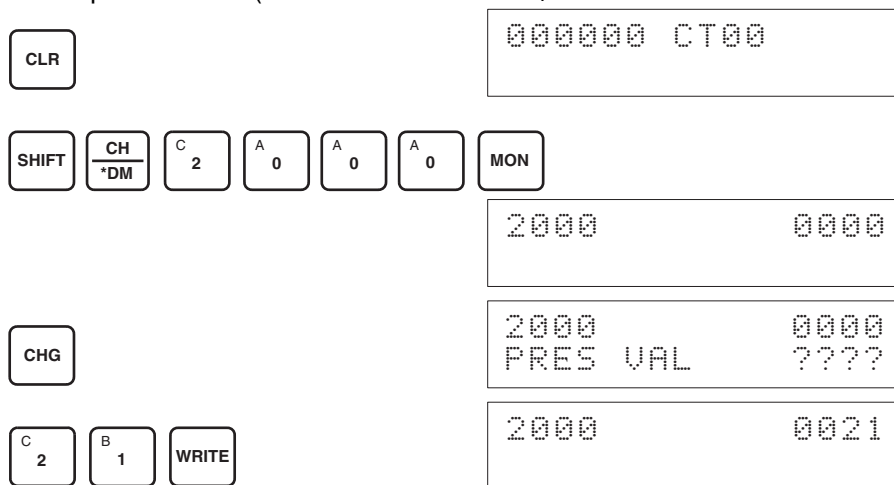 000000 CT00
CLR
SHIFT CH *DM C 2 A 0 A 0 A 0 MON
2000 0000
2000 0000
CHG
PRES VAL ????
2000 0021
C 2 B 1 WRITE